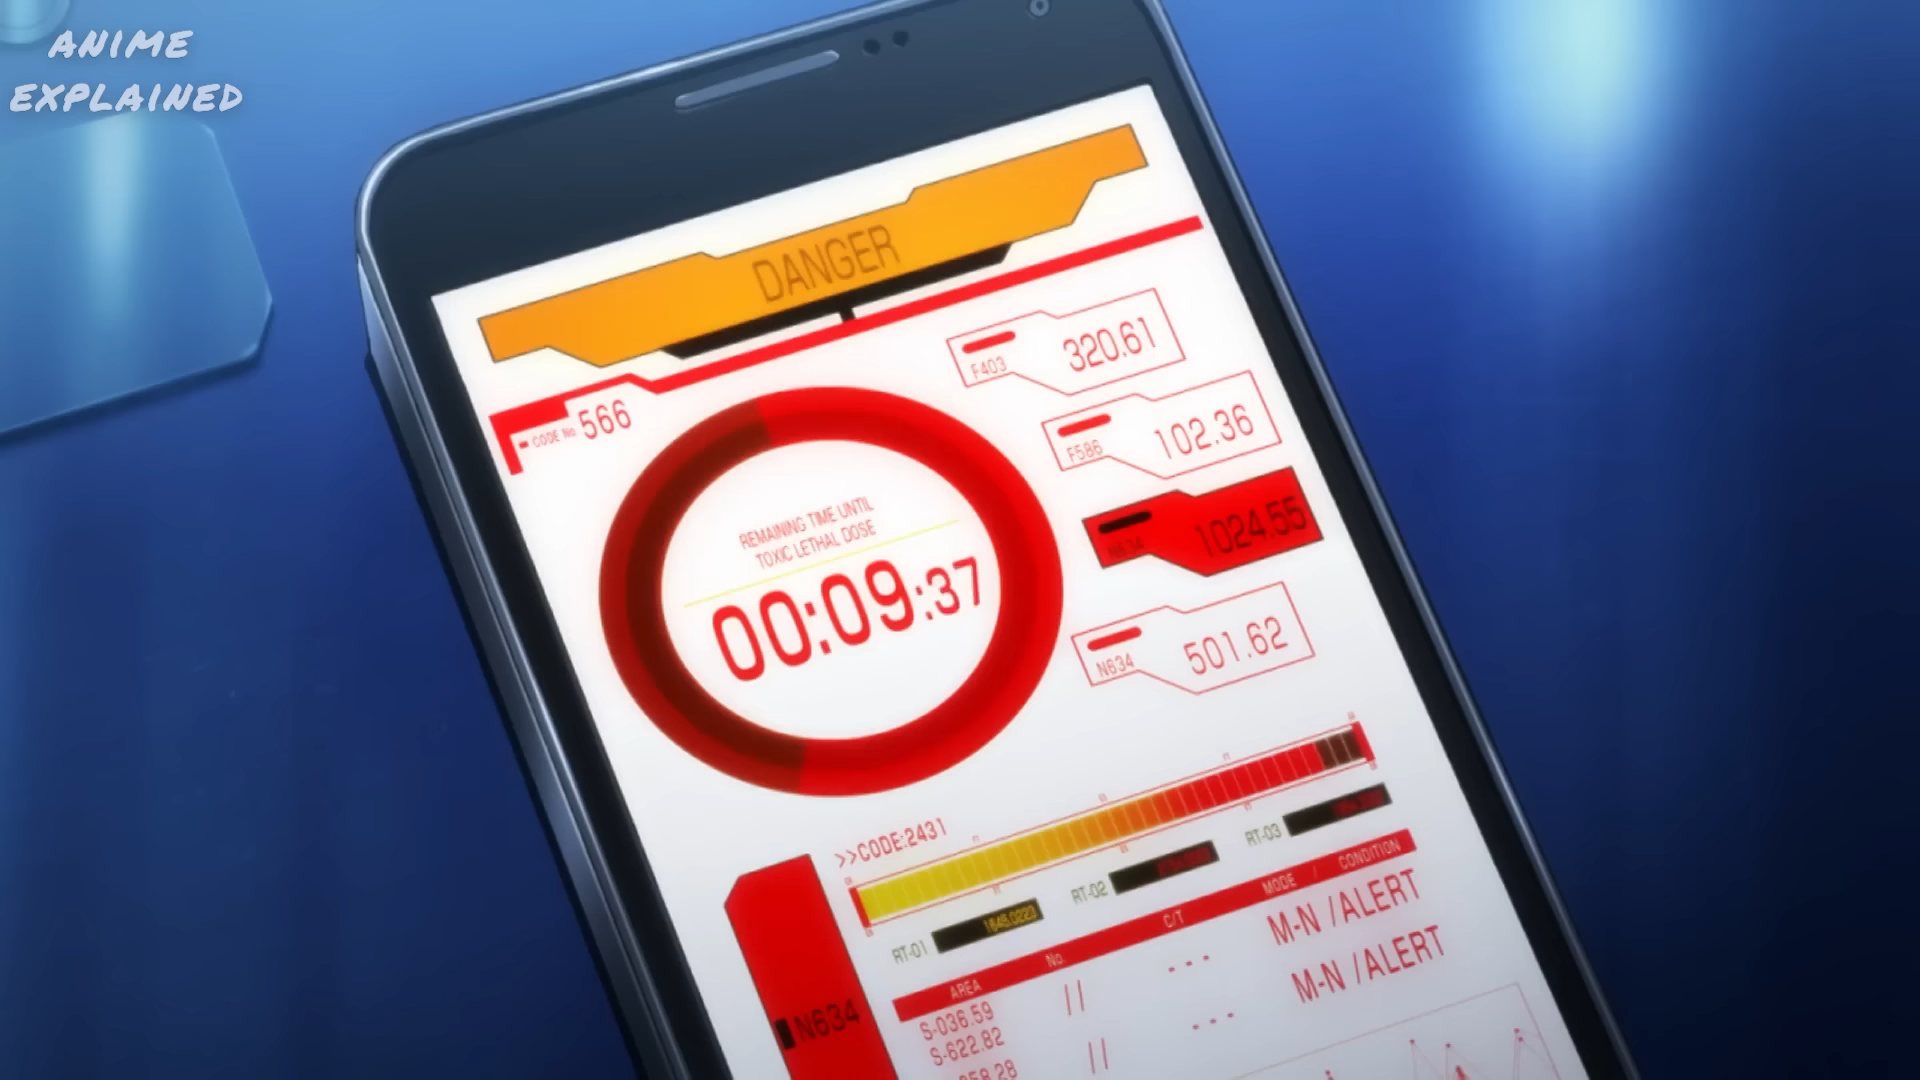 ANIME
EXPLAINED
DANGER
CODE No. 566
F403 320.61
F586 102.36
N634 1024.55
N634 501.62
REMAINING TIME UNTIL
TOXIC LETHAL DOSE
00:09:37
>>CODE:2431
RT-01
RT-02
RT-03
AREA No. C/T MODE / CONDITION
S-036.59 // --- M-N /ALERT
S-622.82
// --- M-N /ALERT
N634